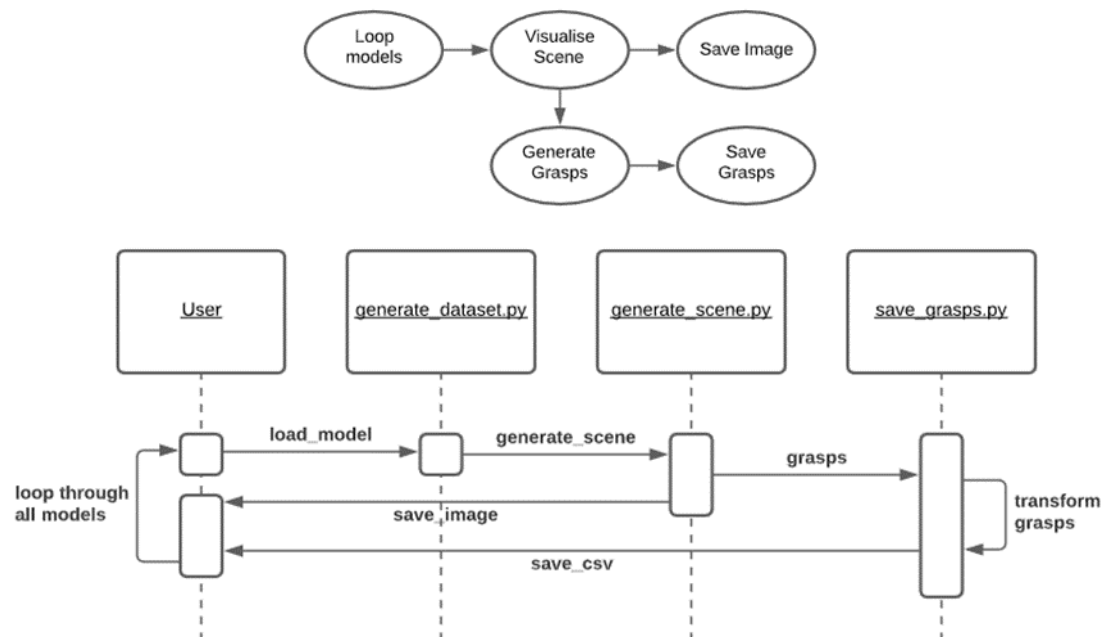 Loop
models
Visualise
Scene
Save Image
Generate
Grasps
Save
Grasps
User
generate_dataset.py
generate_scene.py
save_grasps.py
load_model
generate_scene
grasps
loop through
all models
save_image
transform
grasps
save_csv